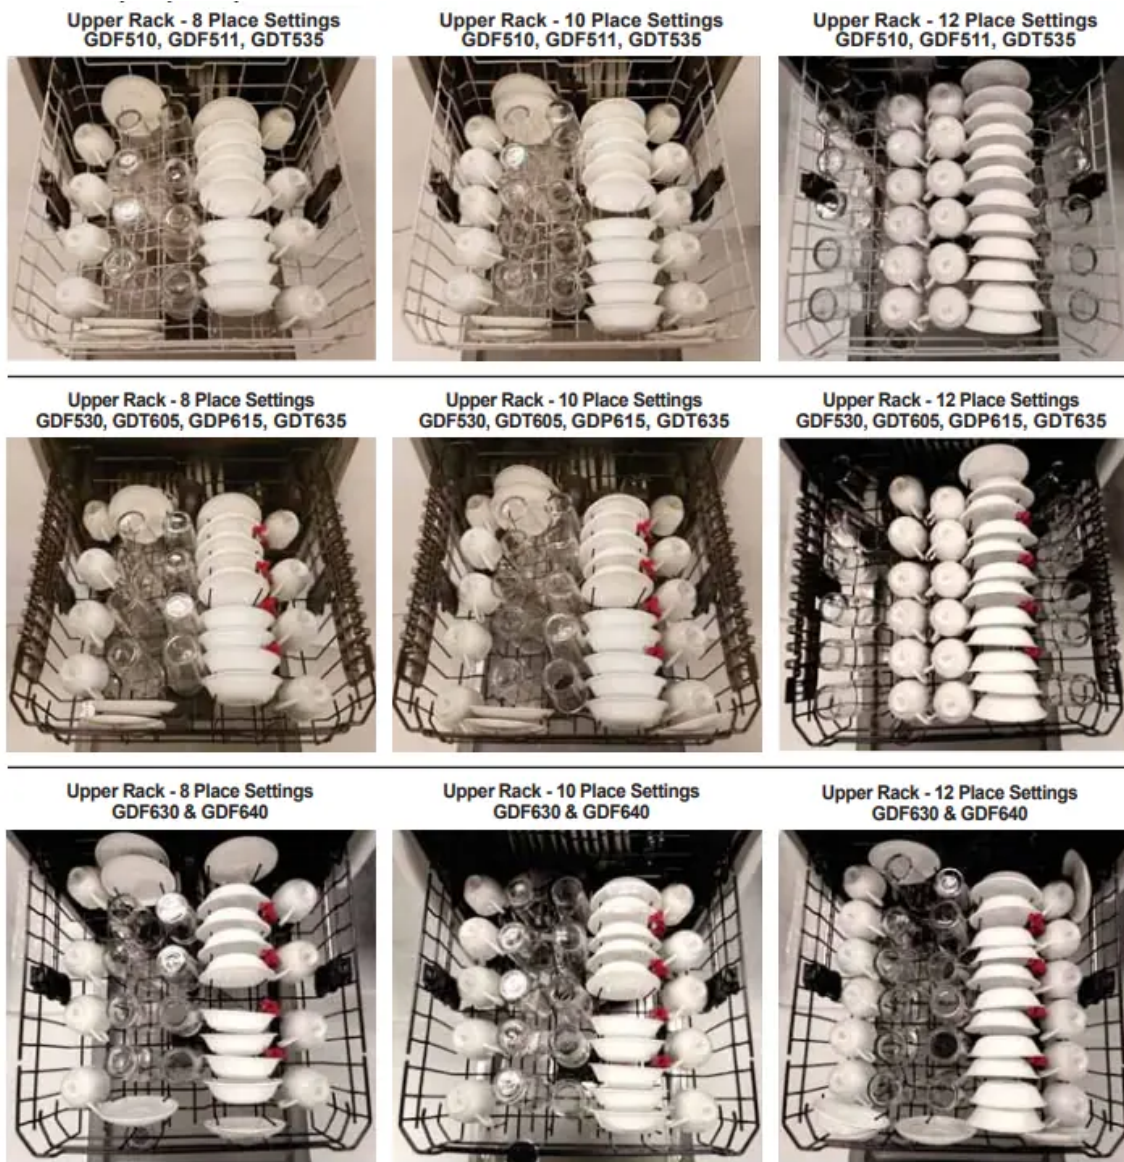 Upper Rack - 8 Place Settings
GDF510, GDF511, GDT535
Upper Rack - 10 Place Settings
GDF510, GDF511, GDT535
Upper Rack - 12 Place Settings
GDF510, GDF511, GDT535
Upper Rack - 8 Place Settings
GDF530, GDT605, GDP615, GDT635
Upper Rack - 10 Place Settings
GDF530, GDT605, GDP615, GDT635
Upper Rack - 12 Place Settings
GDF530, GDT605, GDP615, GDT635
Upper Rack - 8 Place Settings
GDF630 & GDF640
Upper Rack - 10 Place Settings
GDF630 & GDF640
Upper Rack - 12 Place Settings
GDF630 & GDF640